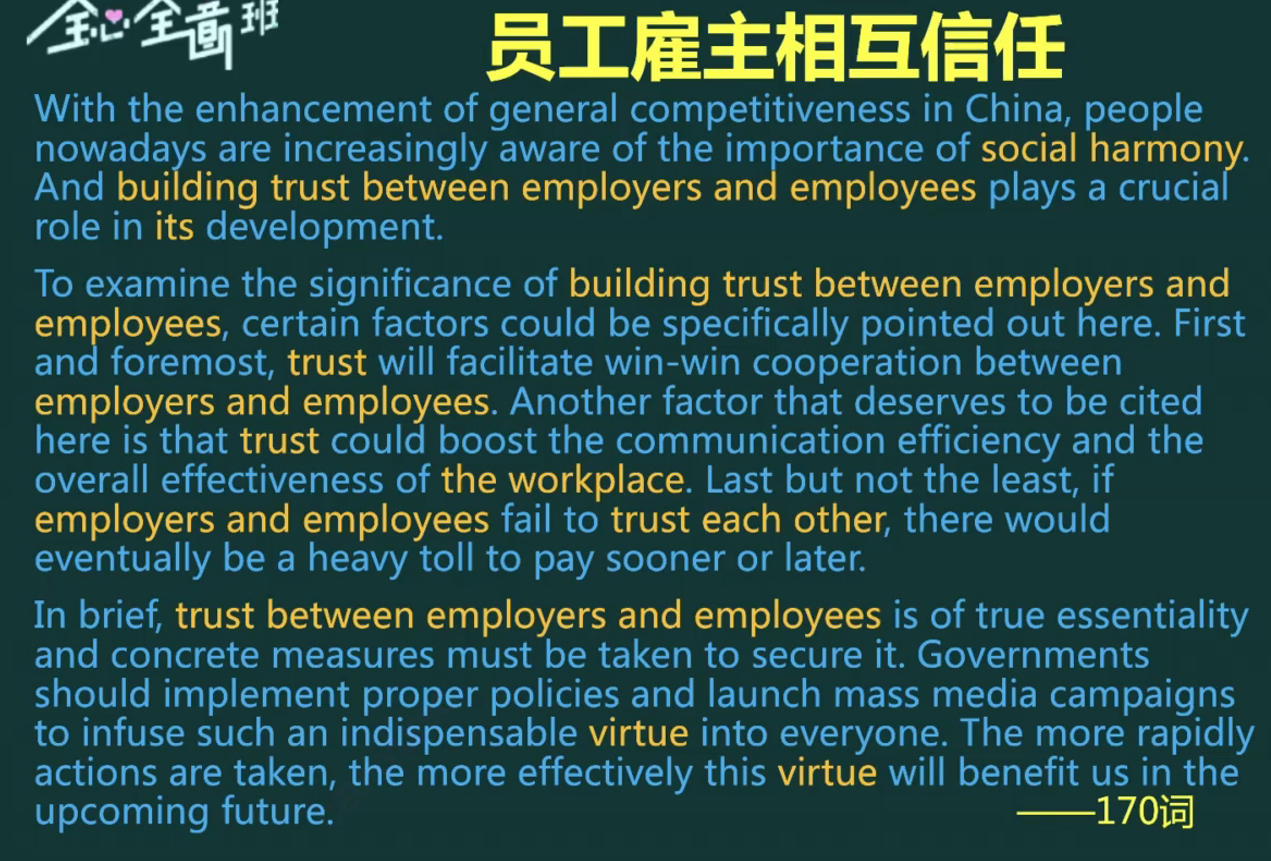 全心全意班
员工雇主相互信任
With the enhancement of general competitiveness in China, people
nowadays are increasingly aware of the importance of social harmony.
And building trust between employers and employees plays a crucial
role in its development.
To examine the significance of building trust between employers and
employees, certain factors could be specifically pointed out here. First
and foremost, trust will facilitate win-win cooperation between
employers and employees. Another factor that deserves to be cited
here is that trust could boost the communication efficiency and the
overall effectiveness of the workplace. Last but not the least, if
employers and employees fail to trust each other, there would
eventually be a heavy toll to pay sooner or later.
In brief, trust between employers and employees is of true essentiality
and concrete measures must be taken to secure it. Governments
should implement proper policies and launch mass media campaigns
to infuse such an indispensable virtue into everyone. The more rapidly
actions are taken, the more effectively this virtue will benefit us in the
upcoming future.
——170词